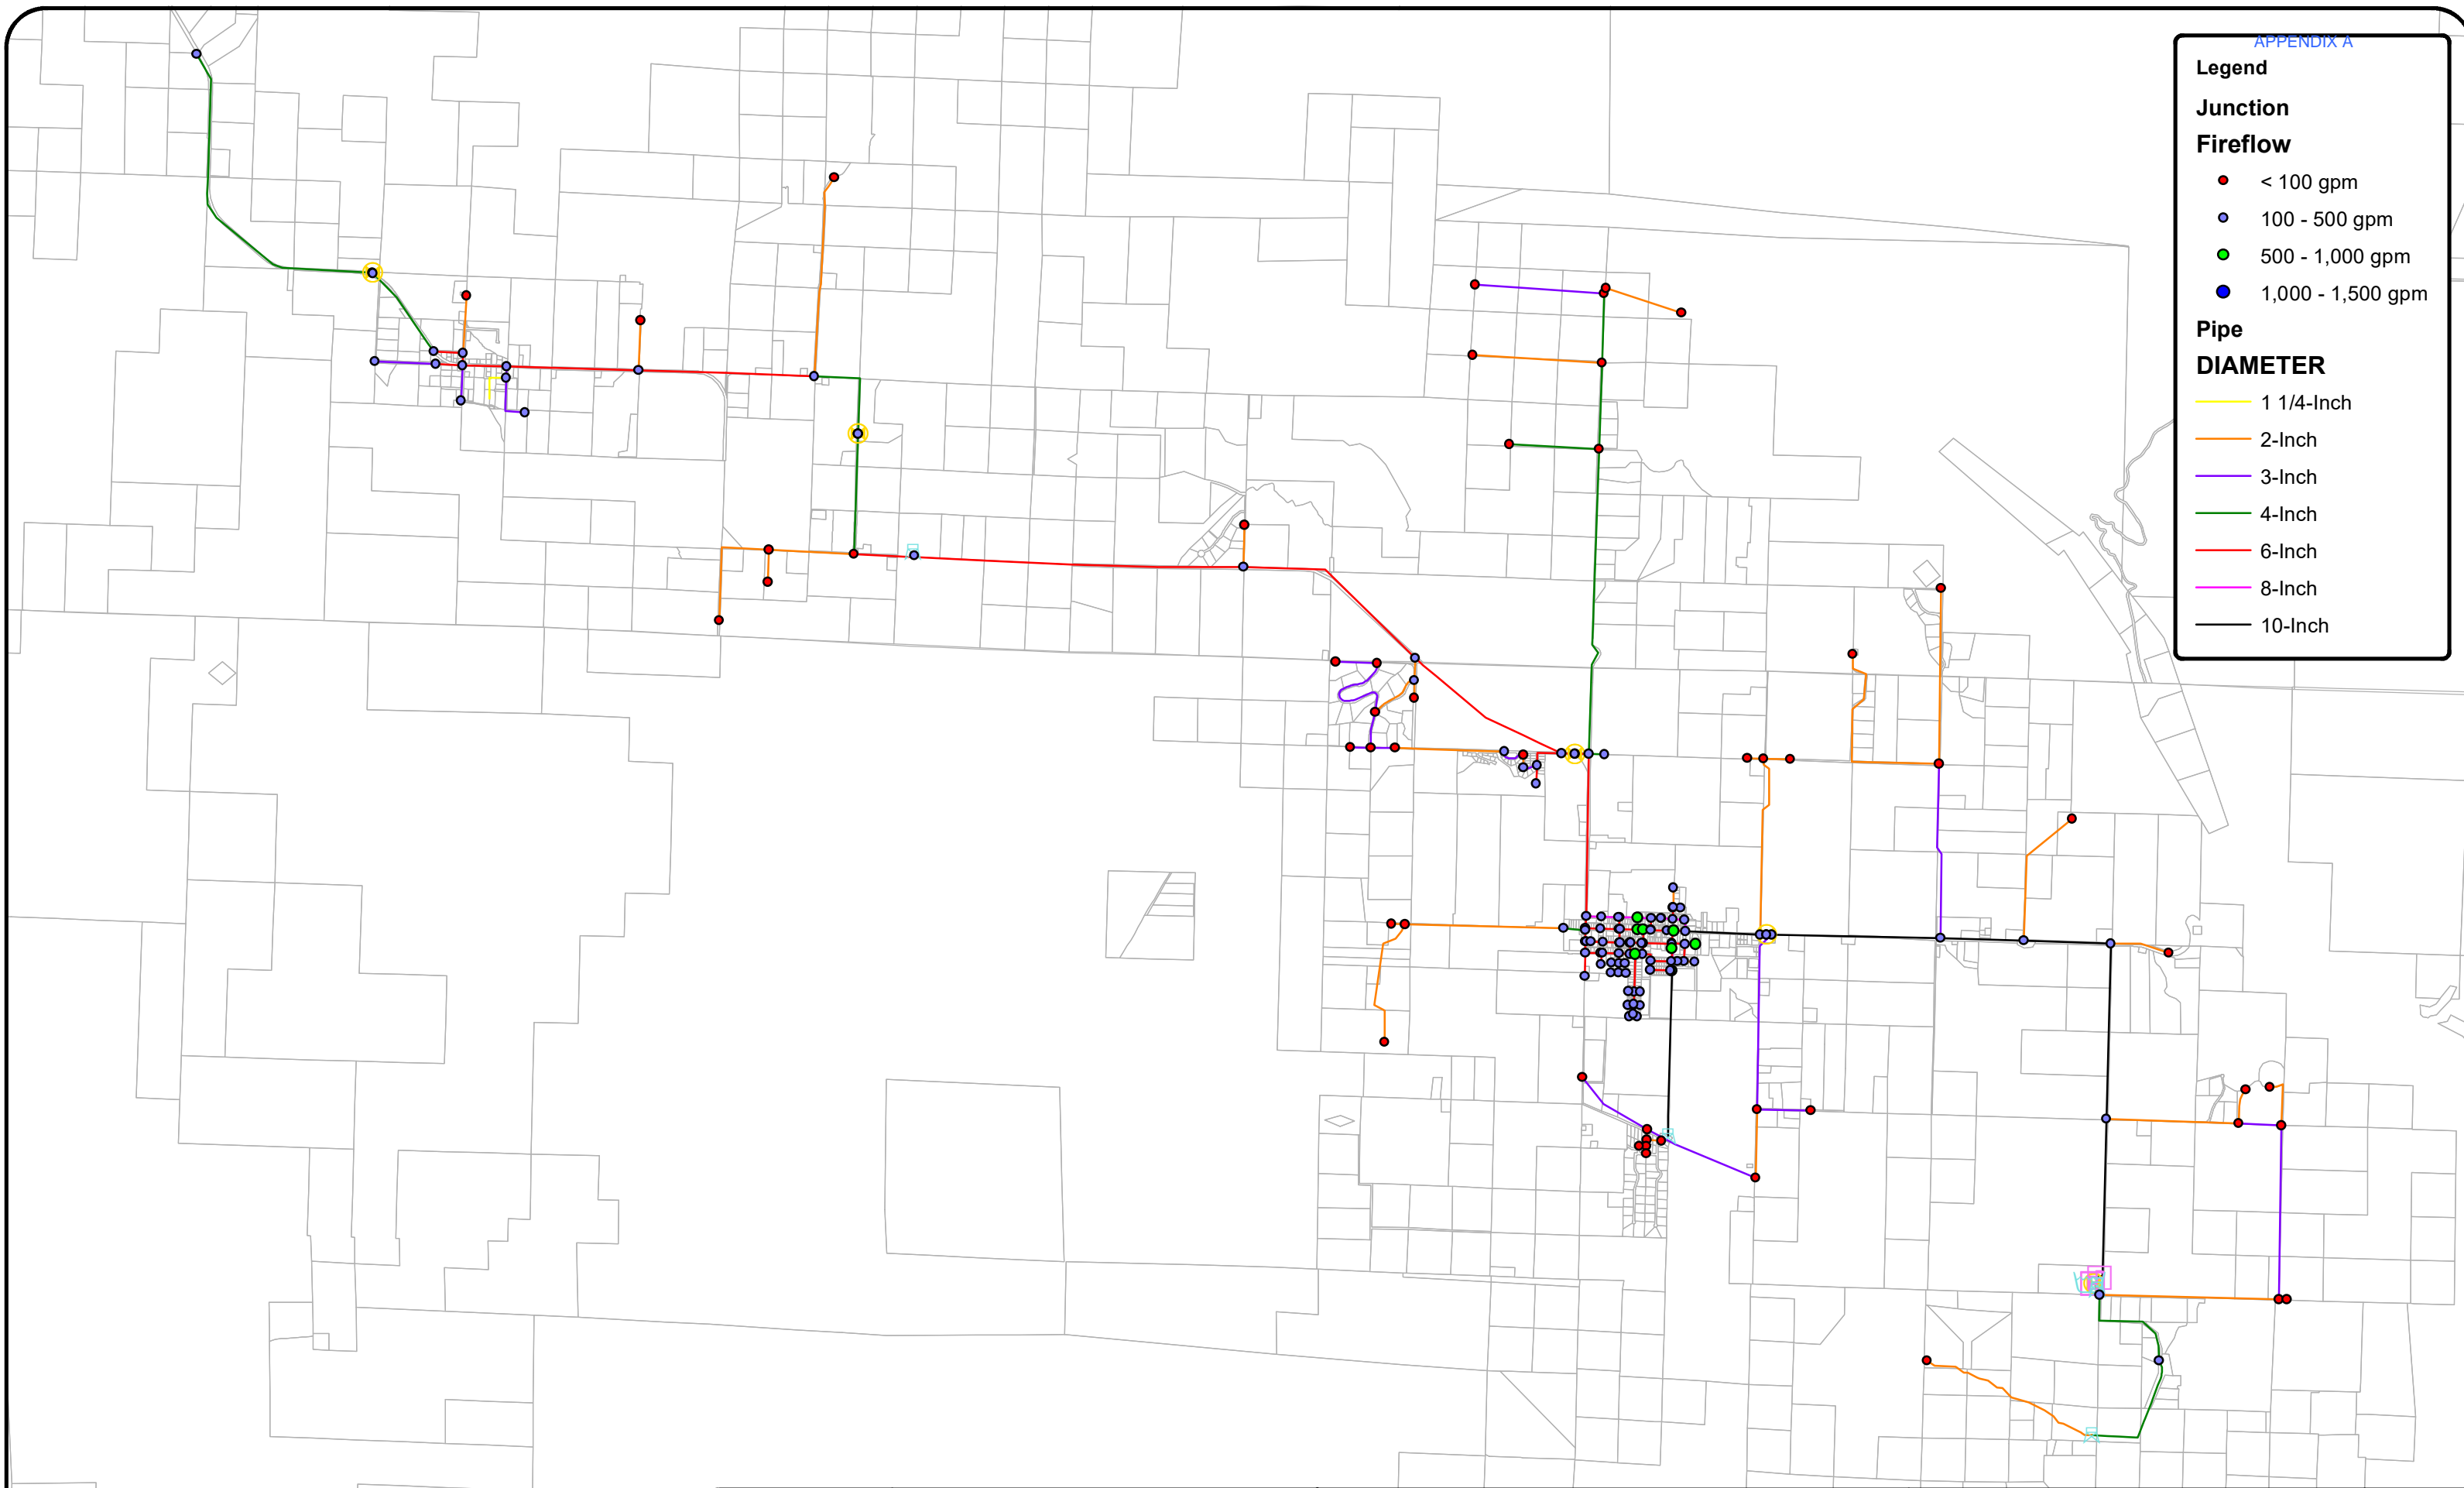 APPENDIX A
Legend
Junction
Fireflow
< 100 gpm
100 - 500 gpm
500 - 1,000 gpm
1,000 - 1,500 gpm
Pipe
DIAMETER
1 1/4-Inch
2-Inch
3-Inch
4-Inch
6-Inch
8-Inch
10-Inch